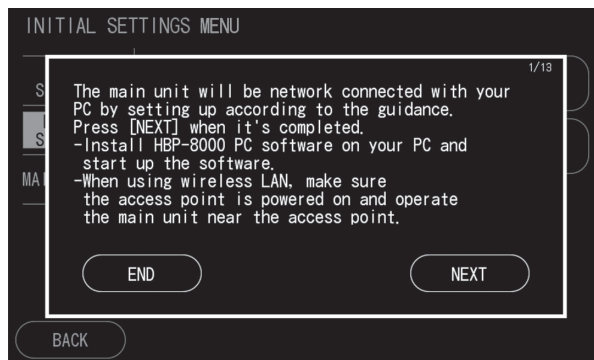 INITIAL SETTINGS MENU
1/13
The main unit will be network connected with your
PC by setting up according to the guidance.
Press [NEXT] when it's completed.
-Install HBP-8000 PC software on your PC and
start up the software.
-When using wireless LAN, make sure
the access point is powered on and operate
the main unit near the access point.
END
NEXT
BACK